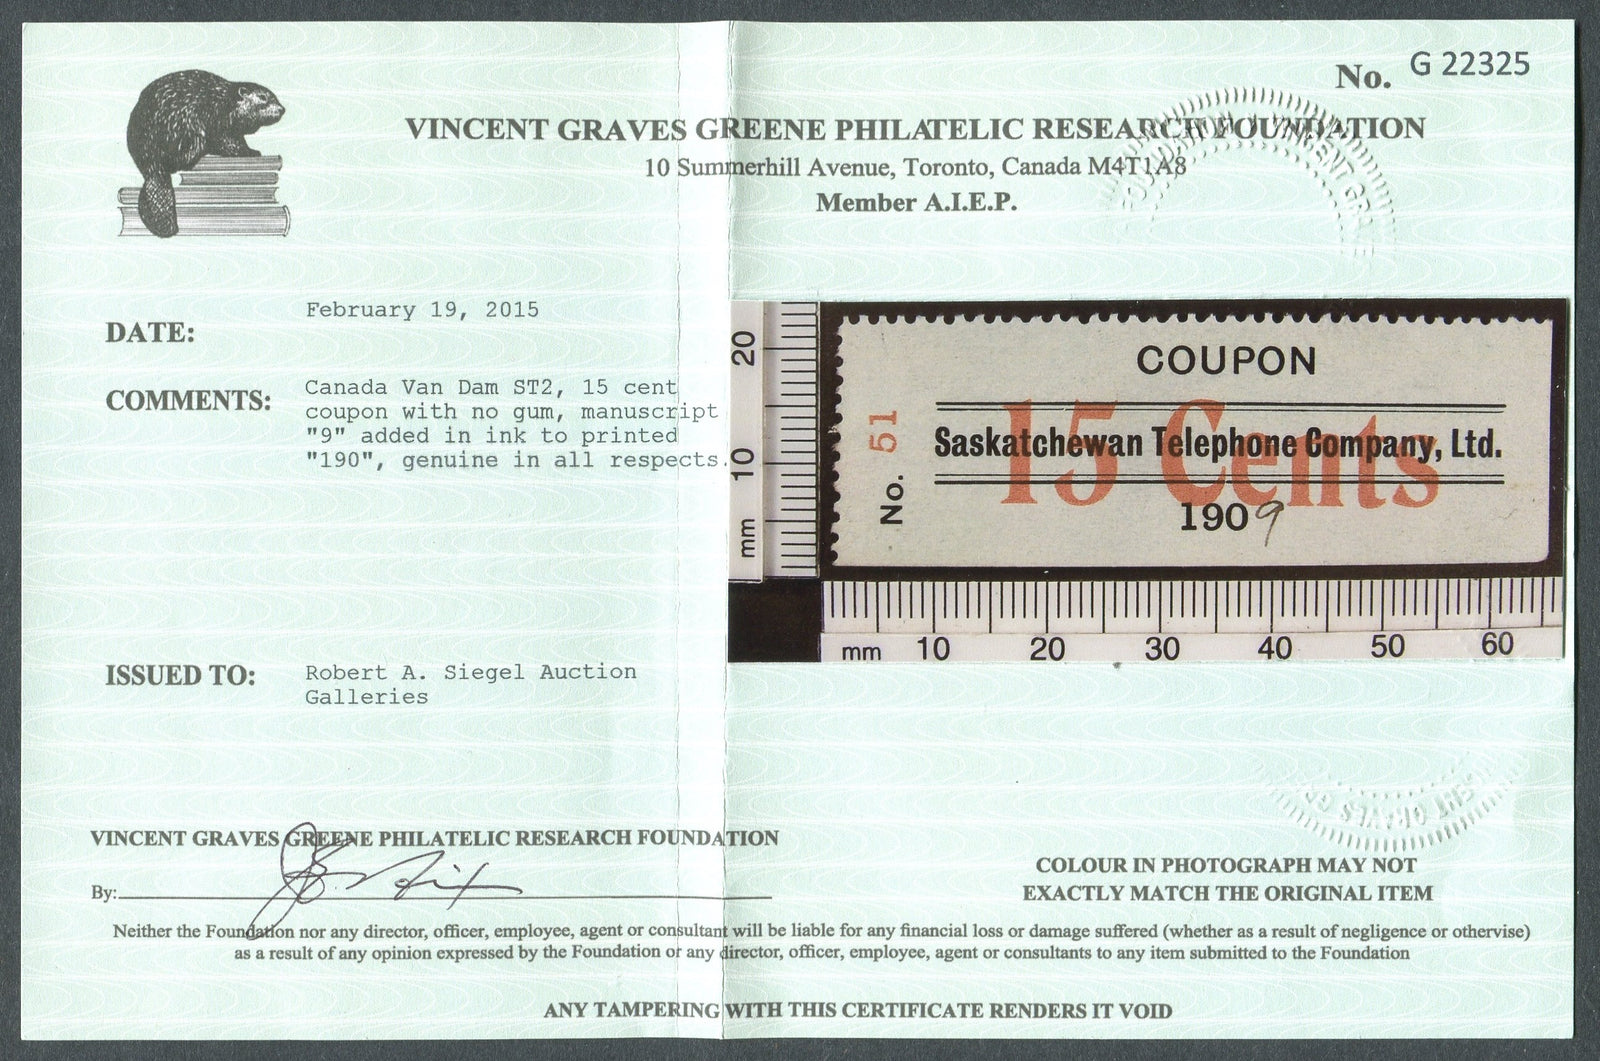 No. G 22325
VINCENT GRAVES GREENE PHILATELIC RESEARCH FOUNDATION
10 Summerhill Avenue, Toronto, Canada M4T1A8
Member A.I.E.P.
DATE: February 19, 2015
COMMENTS: Canada Van Dam ST2, 15 cent
coupon with no gum, manuscript
"9" added in ink to printed
"190", genuine in all respects.
20
10
mm
COUPON
15 Cents
Saskatchewan Telephone Company, Ltd.
1909
No. 51
mm 10 20 30 40 50 60
ISSUED TO: Robert A. Siegel Auction
Galleries
VINCENT GRAVES GREENE PHILATELIC RESEARCH FOUNDATION
By:
COLOUR IN PHOTOGRAPH MAY NOT
EXACTLY MATCH THE ORIGINAL ITEM
Neither the Foundation nor any director, officer, employee, agent or consultant will be liable for any financial loss or damage suffered (whether as a result of negligence or othervise)
as a result of any opinion expressed by the Foundation or any director, officer, employee, agent or consultants to any item submitted to the Foundation
ANY TAMPERING WITH THIS CERTIFICATE RENDERS IT VOID